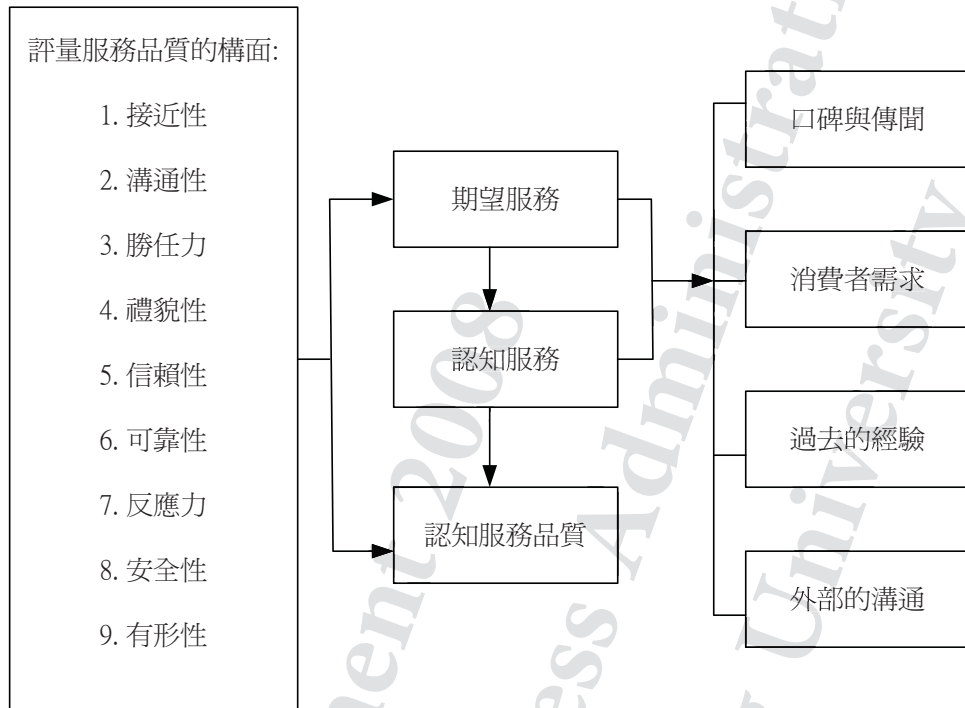 評量服務品質的構面:
1. 接近性
2. 溝通性
3. 勝任力
4. 禮貌性
5. 信賴性
6. 可靠性
7. 反應力
8. 安全性
9. 有形性
期望服務
認知服務
認知服務品質
口碑與傳聞
消費者需求
過去的經驗
外部的溝通
2008
University